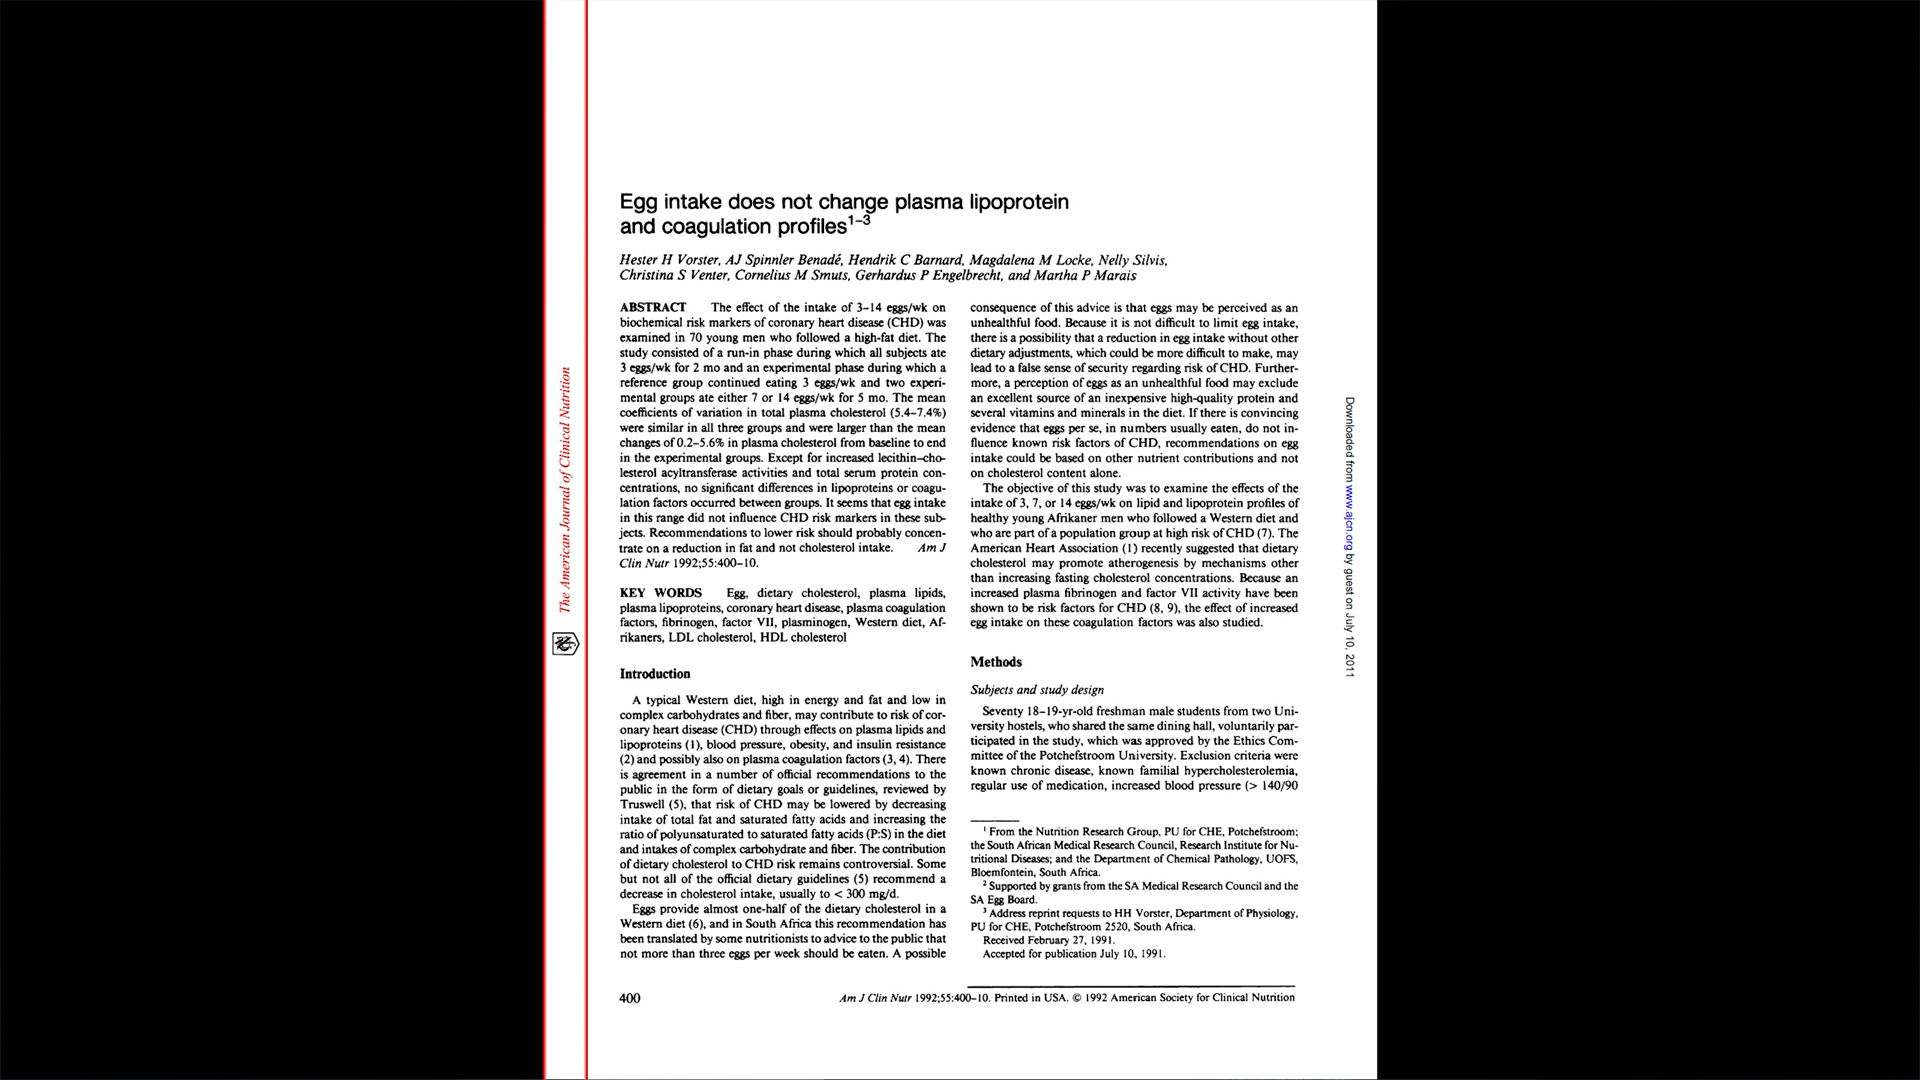 Egg intake does not change plasma lipoprotein
and coagulation profiles1–3
Hester H Vorster, AJ Spinnler Benadé, Hendrik C Barnard, Magdalena M Locke, Nelly Silvis,
Christina S Venter, Cornelius M Smuts, Gerhardus P Engelbrecht, and Martha P Marais
ABSTRACT The effect of the intake of 3–14 eggs/wk on
biochemical risk markers of coronary heart disease (CHD) was
examined in 70 young men who followed a high-fat diet. The
study consisted of a run-in phase during which all subjects ate
3 eggs/wk for 2 mo and an experimental phase during which a
reference group continued eating 3 eggs/wk and two experi-
mental groups ate either 7 or 14 eggs/wk for 5 mo. The mean
coefficients of variation in total plasma cholesterol (5.4–7.4%)
were similar in all three groups and were larger than the mean
changes of 0.2–5.6% in plasma cholesterol from baseline to end
in the experimental groups. Except for increased lecithin–cho-
lesterol acyltransferase activities and total serum protein con-
centrations, no significant differences in lipoproteins or coagu-
lation factors occurred between groups. It seems that egg intake
in this range did not influence CHD risk markers in these sub-
jects. Recommendations to lower risk should probably concen-
trate on a reduction in fat and not cholesterol intake. Am J
Clin Nutr 1992;55:400–10.
KEY WORDS Egg, dietary cholesterol, plasma lipids,
plasma lipoproteins, coronary heart disease, plasma coagulation
factors, fibrinogen, factor VII, plasminogen, Western diet, Af-
rikaners, LDL cholesterol, HDL cholesterol
Introduction
A typical Western diet, high in energy and fat and low in
complex carbohydrates and fiber, may contribute to risk of cor-
onary heart disease (CHD) through effects on plasma lipids and
lipoproteins (1), blood pressure, obesity, and insulin resistance
(2) and possibly also on plasma coagulation factors (3, 4). There
is agreement in a number of official recommendations to the
public in the form of dietary goals or guidelines, reviewed by
Truswell (5), that risk of CHD may be lowered by decreasing
intake of total fat and saturated fatty acids and increasing the
ratio of polyunsaturated to saturated fatty acids (P:S) in the diet
and intakes of complex carbohydrate and fiber. The contribution
of dietary cholesterol to CHD risk remains controversial. Some
but not all of the official dietary guidelines (5) recommend a
decrease in cholesterol intake, usually to < 300 mg/d.
Eggs provide almost one-half of the dietary cholesterol in a
Western diet (6), and in South Africa this recommendation has
been translated by some nutritionists to advice to the public that
not more than three eggs per week should be eaten. A possible
consequence of this advice is that eggs may be perceived as an
unhealthful food. Because it is not difficult to limit egg intake,
there is a possibility that a reduction in egg intake without other
dietary adjustments, which could be more difficult to make, may
lead to a false sense of security regarding risk of CHD. Further-
more, a perception of eggs as an unhealthful food may exclude
an excellent source of an inexpensive high-quality protein and
several vitamins and minerals in the diet. If there is convincing
evidence that eggs per se, in numbers usually eaten, do not in-
fluence known risk factors of CHD, recommendations on egg
intake could be based on other nutrient contributions and not
on cholesterol content alone.
The objective of this study was to examine the effects of the
intake of 3, 7, or 14 eggs/wk on lipid and lipoprotein profiles of
healthy young Afrikaner men who followed a Western diet and
who are part of a population group at high risk of CHD (7). The
American Heart Association (1) recently suggested that dietary
cholesterol may promote atherogenesis by mechanisms other
than increasing fasting cholesterol concentrations. Because an
increased plasma fibrinogen and factor VII activity have been
shown to be risk factors for CHD (8, 9), the effect of increased
egg intake on these coagulation factors was also studied.
Methods
Subjects and study design
Seventy 18–19-yr-old freshman male students from two Uni-
versity hostels, who shared the same dining hall, voluntarily par-
ticipated in the study, which was approved by the Ethics Com-
mittee of the Potchefstroom University. Exclusion criteria were
known chronic disease, known familial hypercholesterolemia,
regular use of medication, increased blood pressure (> 140/90
1 From the Nutrition Research Group, PU for CHE, Potchefstroom;
the South African Medical Research Council, Research Institute for Nu-
tritional Diseases; and the Department of Chemical Pathology, UOFS,
Bloemfontein, South Africa.
2 Supported by grants from the SA Medical Research Council and the
SA Egg Board.
3 Address reprint requests to HH Vorster, Department of Physiology,
PU for CHE, Potchefstroom 2520, South Africa.
Received February 27, 1991.
Accepted for publication July 10, 1991.
400
Am J Clin Nutr 1992;55:400–10. Printed in USA. © 1992 American Society for Clinical Nutrition
The American Journal of Clinical Nutrition
Downloaded from www.ajcn.org by guest on July 10, 2011